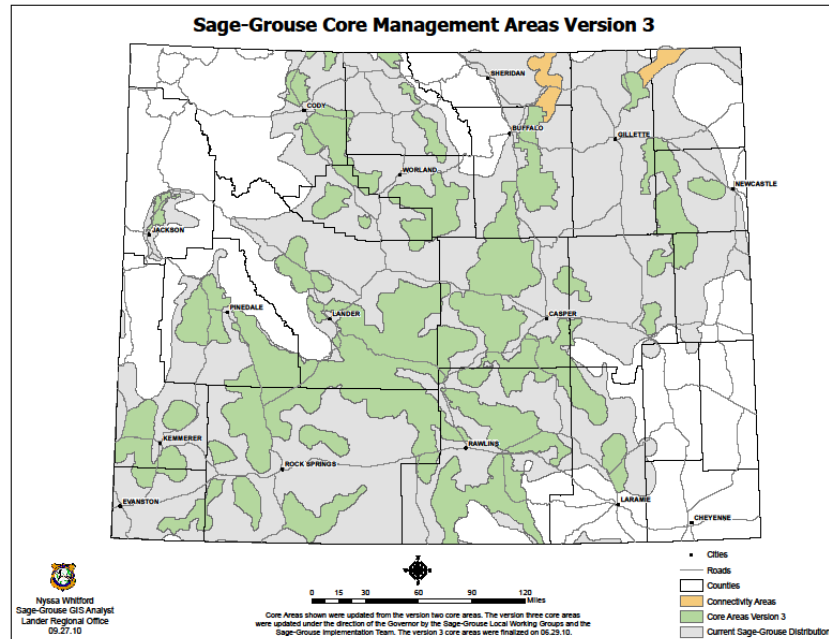 Sage-Grouse Core Management Areas Version 3
SHERIDAN
CODY
BUFFALO
GILLETTE
WORLAND
NEWCASTLE
JACKSON
PINEDALE
LANDER
CASPER
KEMMERER
RAWLINS
ROCK SPRINGS
EVANSTON
LARAMIE
CHEYENNE
Nyssa Whitford
Sage-Grouse GIS Analyst
Lander Regional Office
09.27.10
0 15 30 60 90 120
Miles
Core Areas shown were updated from the version two core areas. The version three core areas
were updated under the direction of the Governor by the Sage-Grouse Local Working Groups and the
Sage-Grouse Implementation Team. The version 3 core areas were finalized on 06.29.10.
Cities
Roads
Counties
Connectivity Areas
Core Areas Version 3
Current Sage-Grouse Distribution